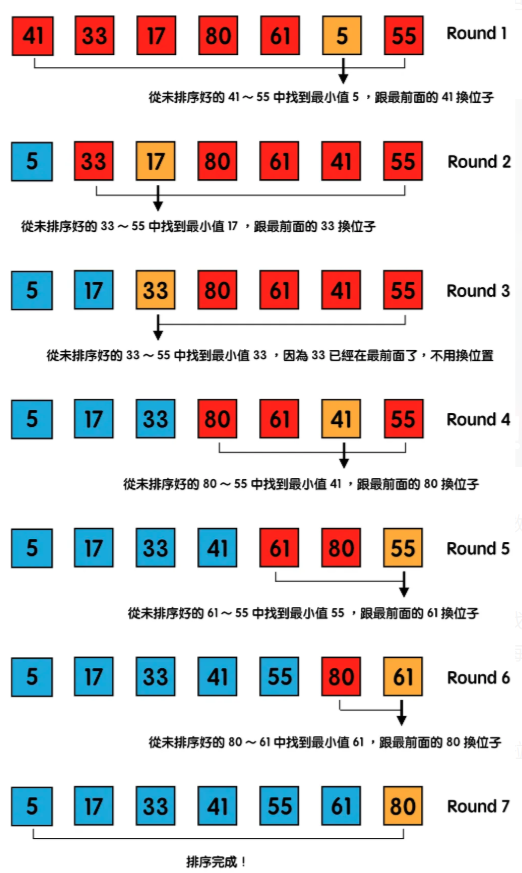 41 33 17 80 61 5 55 Round 1
從未排序好的 41～55 中找到最小值 5，跟最前面的 41 換位子
5 33 17 80 61 41 55 Round 2
從未排序好的 33～55 中找到最小值 17，跟最前面的 33 換位子
5 17 33 80 61 41 55 Round 3
從未排序好的 33～55 中找到最小值 33，因為 33 已經在最前面了，不用換位置
5 17 33 80 61 41 55 Round 4
從未排序好的 80～55 中找到最小值 41，跟最前面的 80 換位子
5 17 33 41 61 80 55 Round 5
從未排序好的 61～55 中找到最小值 55，跟最前面的 61 換位子
5 17 33 41 55 80 61 Round 6
從未排序好的 80～61 中找到最小值 61，跟最前面的 80 換位子
5 17 33 41 55 61 80 Round 7
排序完成！